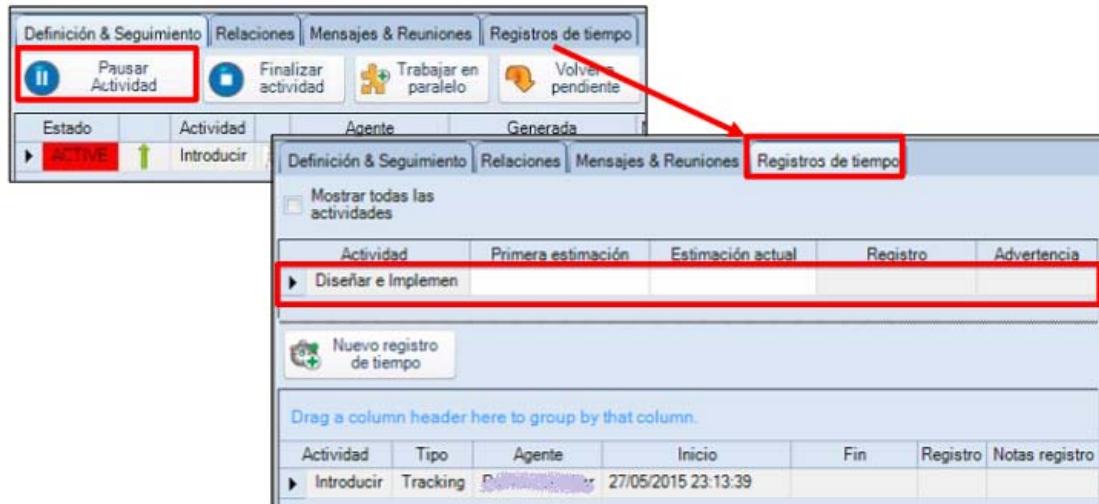 Definición & Seguimiento Relaciones Mensajes & Reuniones Registros de tiempo
Pausar Actividad Finalizar actividad Trabajar en paralelo Volver a pendiente
Estado Actividad Agente Generada
ACTIVE Introducir
Definición & Seguimiento Relaciones Mensajes & Reuniones Registros de tiempo
Mostrar todas las
actividades
Actividad Primera estimación Estimación actual Registro Advertencia
Diseñar e Implemen
Nuevo registro
de tiempo
Drag a column header here to group by that column.
Actividad Tipo Agente Inicio Fin Registro Notas registro
Introducir Tracking 27/05/2015 23:13:39